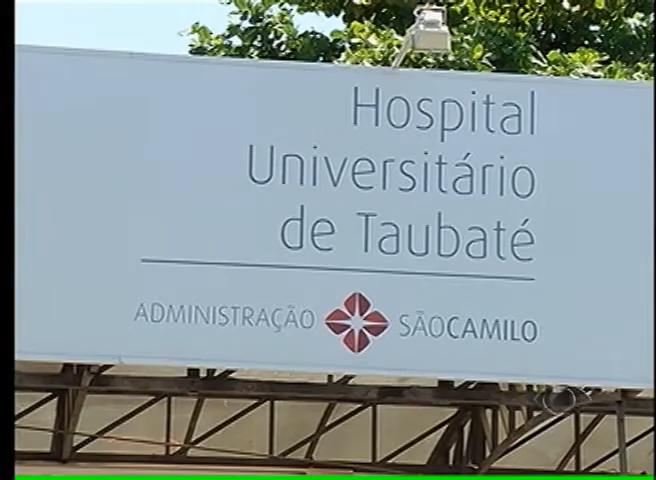 Hospital
Universitário
de Taubaté
ADMINISTRAÇÃO SÃOCAMILO